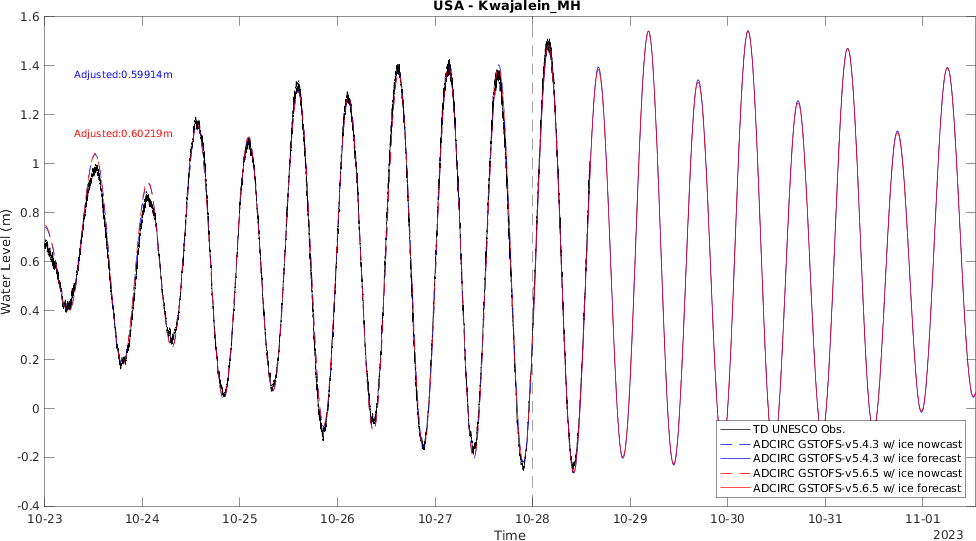 USA - Kwajalein_MH
1.6
1.4
1.2
1
0.8
0.6
0.4
0.2
0
-0.2
-0.4
Water Level (m)
Adjusted:0.59914m
Adjusted:0.60219m
TD UNESCO Obs.
ADCIRC GSTOFS-v5.4.3 w/ ice nowcast
ADCIRC GSTOFS-v5.4.3 w/ ice forecast
ADCIRC GSTOFS-v5.6.5 w/ ice nowcast
ADCIRC GSTOFS-v5.6.5 w/ ice forecast
10-23 10-24 10-25 10-26 10-27 10-28 10-29 10-30 10-31 11-01
Time
2023